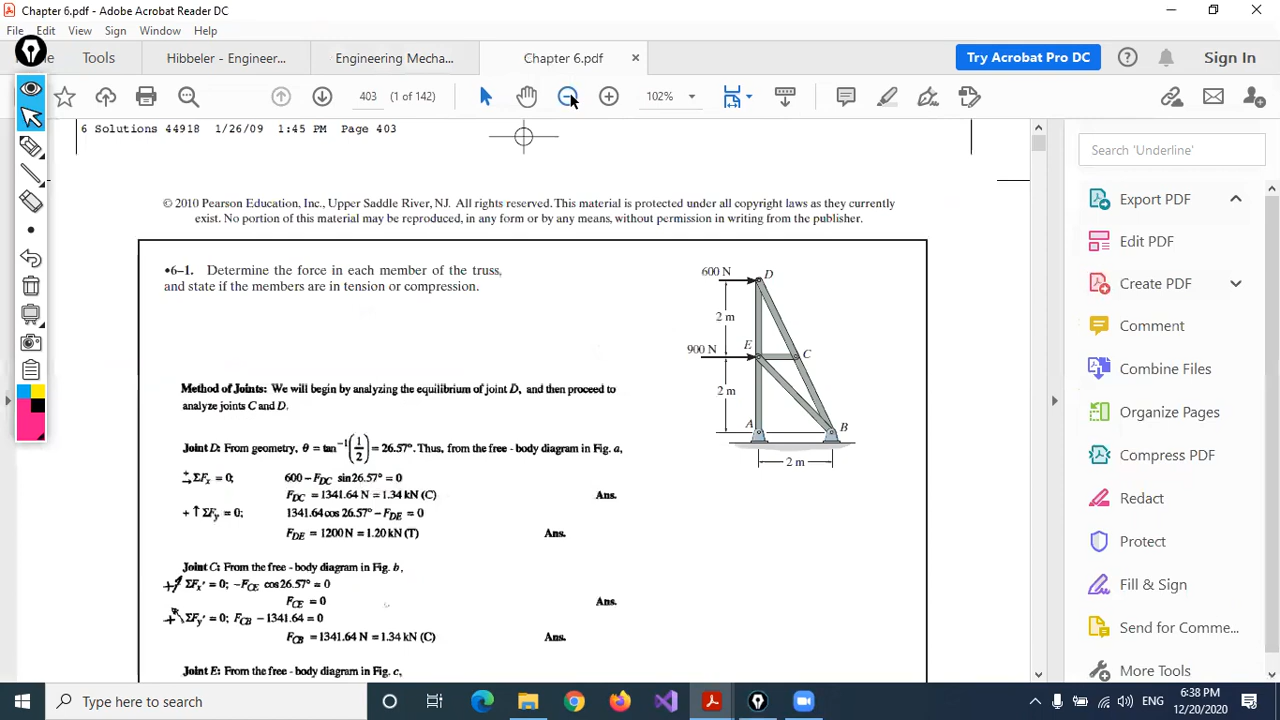 Chapter 6.pdf - Adobe Acrobat Reader DC
File Edit View Sign Window Help
Tools Hibbeler - Engineer... Engineering Mecha... Chapter 6.pdf Try Acrobat Pro DC Sign In
403 (1 of 142) 102%
6 Solutions 44918 1/26/09 1:45 PM Page 403
Search 'Underline'
Export PDF
Edit PDF
Create PDF
Comment
Combine Files
Organize Pages
Compress PDF
Redact
Protect
Fill & Sign
Send for Comme...
More Tools
© 2010 Pearson Education, Inc., Upper Saddle River, NJ. All rights reserved. This material is protected under all copyright laws as they currently
exist. No portion of this material may be reproduced, in any form or by any means, without permission in writing from the publisher.
•6–1. Determine the force in each member of the truss,
and state if the members are in tension or compression.
600 N D
2 m
900 N E C
2 m
A B
2 m
Method of Joints: We will begin by analyzing the equilibrium of joint D, and then proceed to
analyze joints C and D.
Joint D: From geometry, θ = tan⁻¹(1/2) = 26.57°. Thus, from the free - body diagram in Fig. a,
→+ ΣFx = 0; 600 – FDC sin26.57° = 0
FDC = 1341.64 N = 1.34 kN (C) Ans.
+↑ΣFy = 0; 1341.64cos 26.57° – FDE = 0
FDE = 1200 N = 1.20 kN (T) Ans.
Joint C: From the free - body diagram in Fig. b,
+↗ ΣFx' = 0; –FCE cos 26.57° = 0
FCE = 0 Ans.
+↖ ΣFy' = 0; FCB – 1341.64 = 0
FCB = 1341.64 N = 1.34 kN (C) Ans.
Joint E: From the free - body diagram in Fig. c,
Type here to search
ENG
6:38 PM
12/20/2020